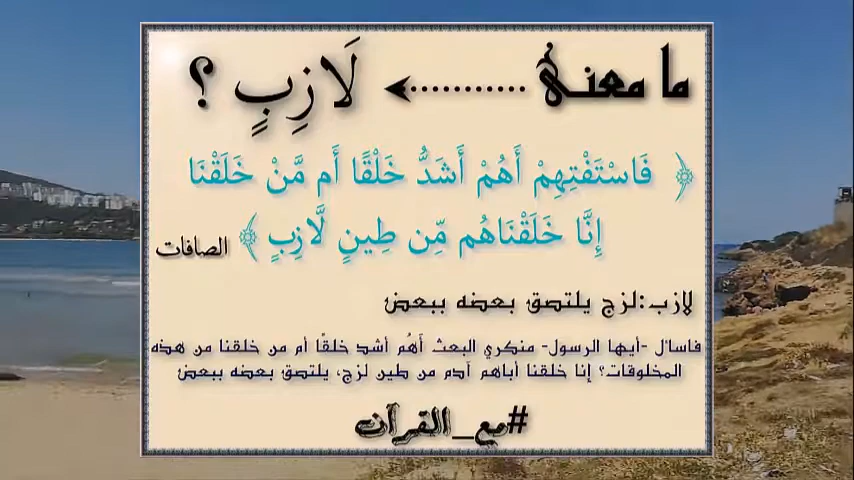 ما معنى ◄············ لَازِبٍ ؟
﴿ فَاسْتَفْتِهِمْ أَهُمْ أَشَدُّ خَلْقًا أَم مَّنْ خَلَقْنَا
إِنَّا خَلَقْنَاهُم مِّن طِينٍ لَّازِبٍ ﴾ الصافات
لازب:لزج يلتصق بعضه ببعض
فاسأل -أيها الرسول- منكري البعث أَهُم أشد خلقًا أم من خلقنا من هذه
المخلوقات؟ إنا خلقنا أباهم آدم من طين لزج، يلتصق بعضه ببعض
#مع_القرآن